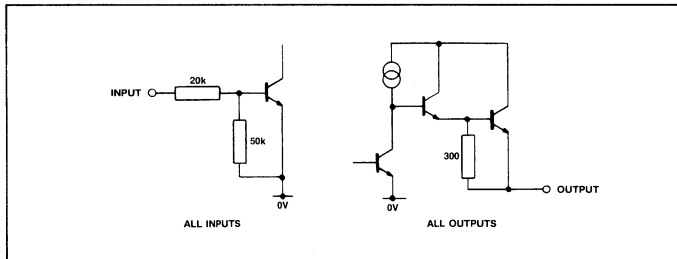 20k
INPUT
50k
0V
ALL INPUTS
300
OUTPUT
0V
ALL OUTPUTS